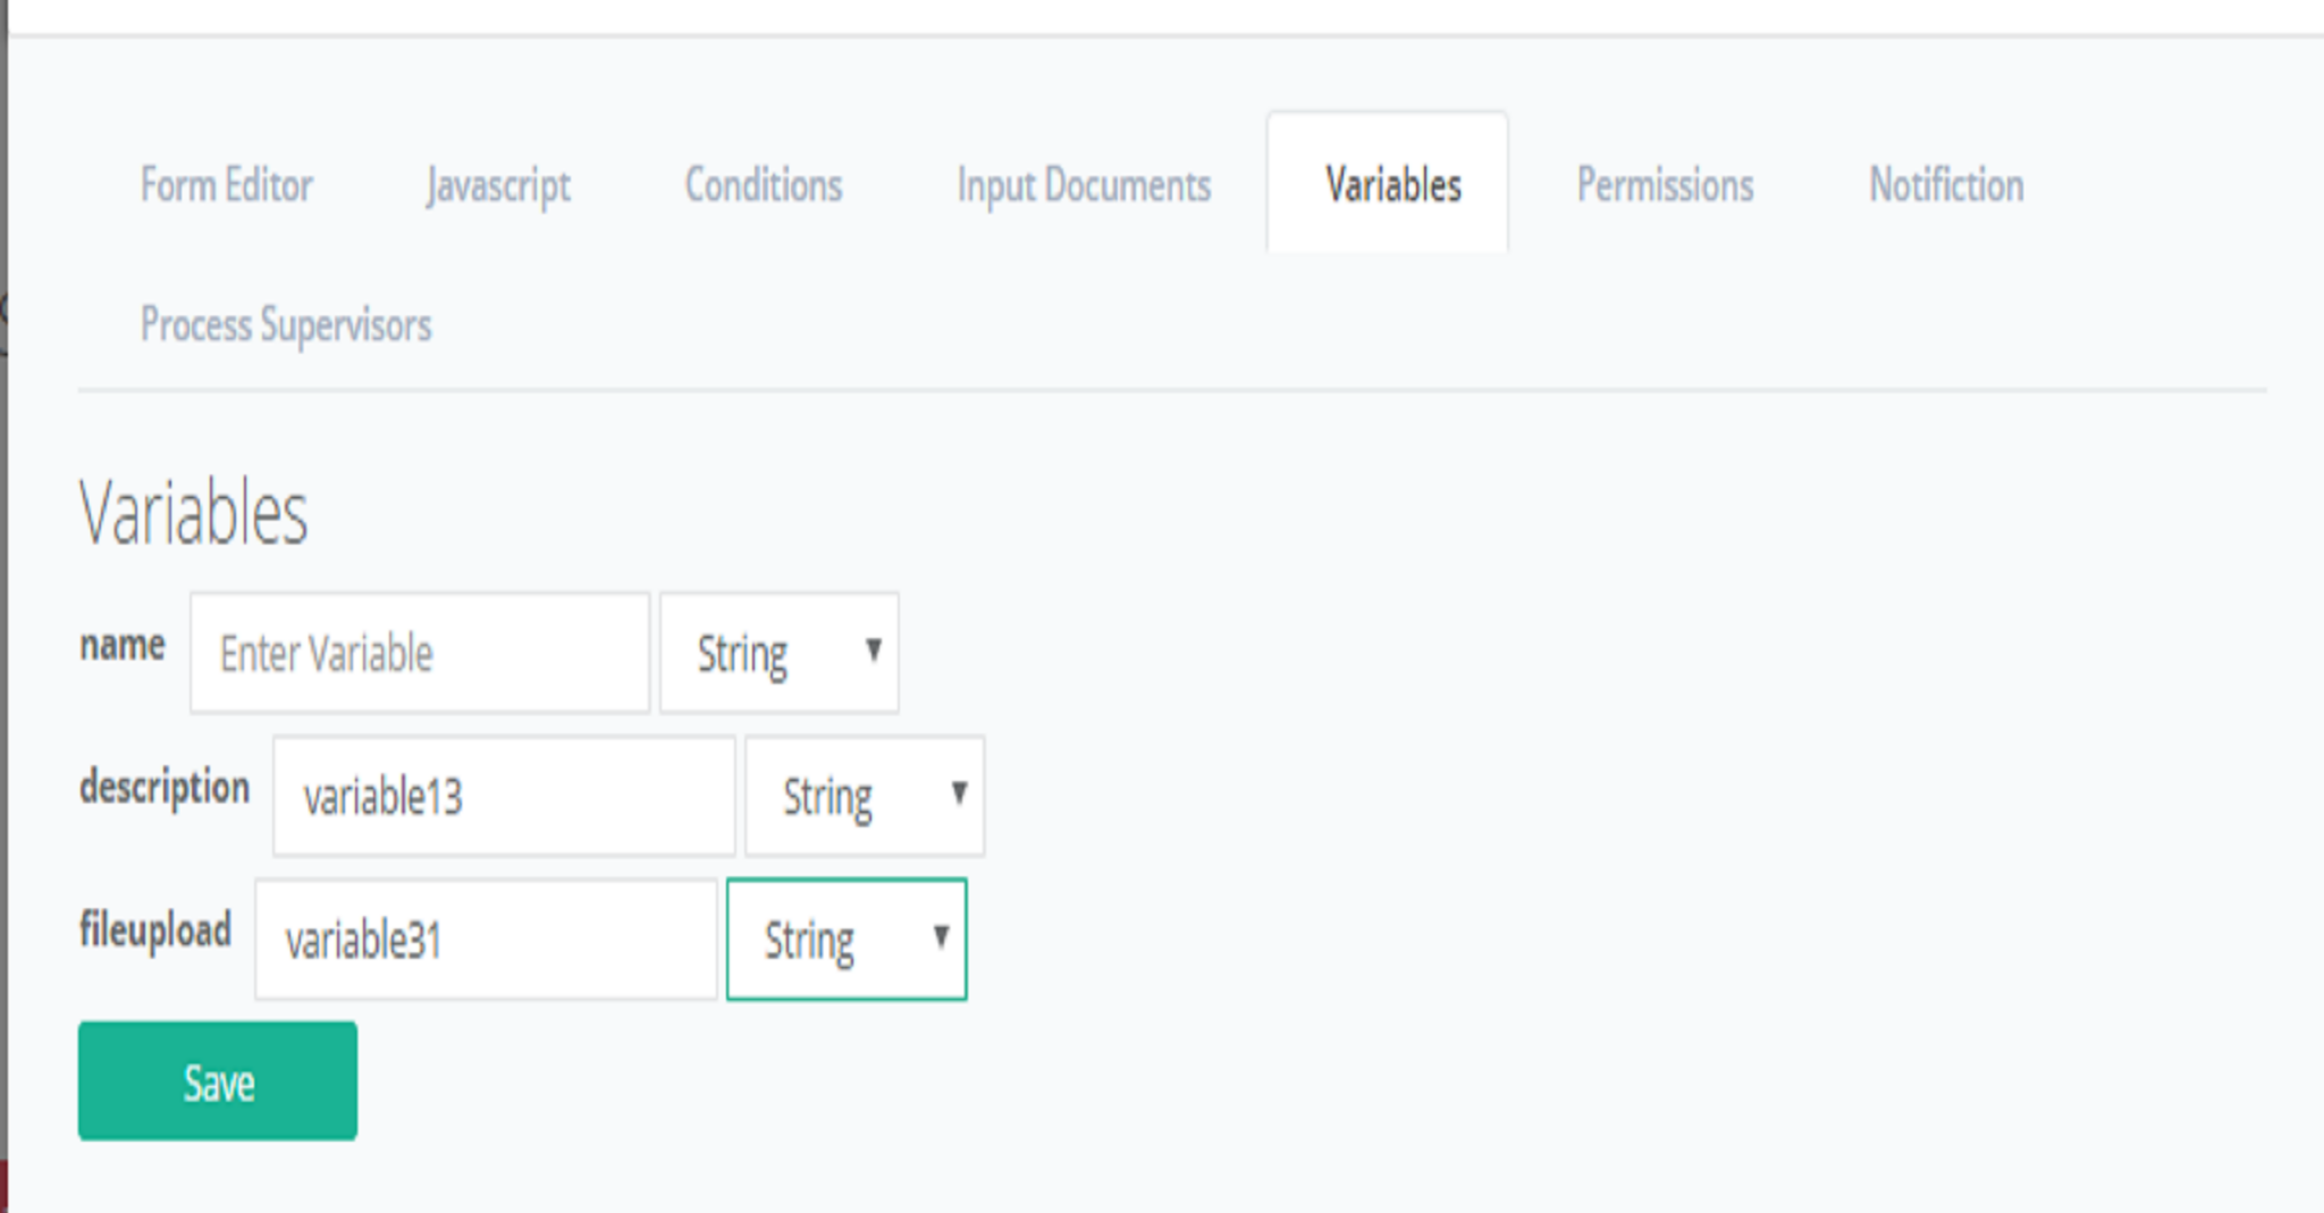 Form Editor Javascript Conditions Input Documents Variables Permissions Notifiction
Process Supervisors
Variables
name Enter Variable String
description variable13 String
fileupload variable31 String
Save